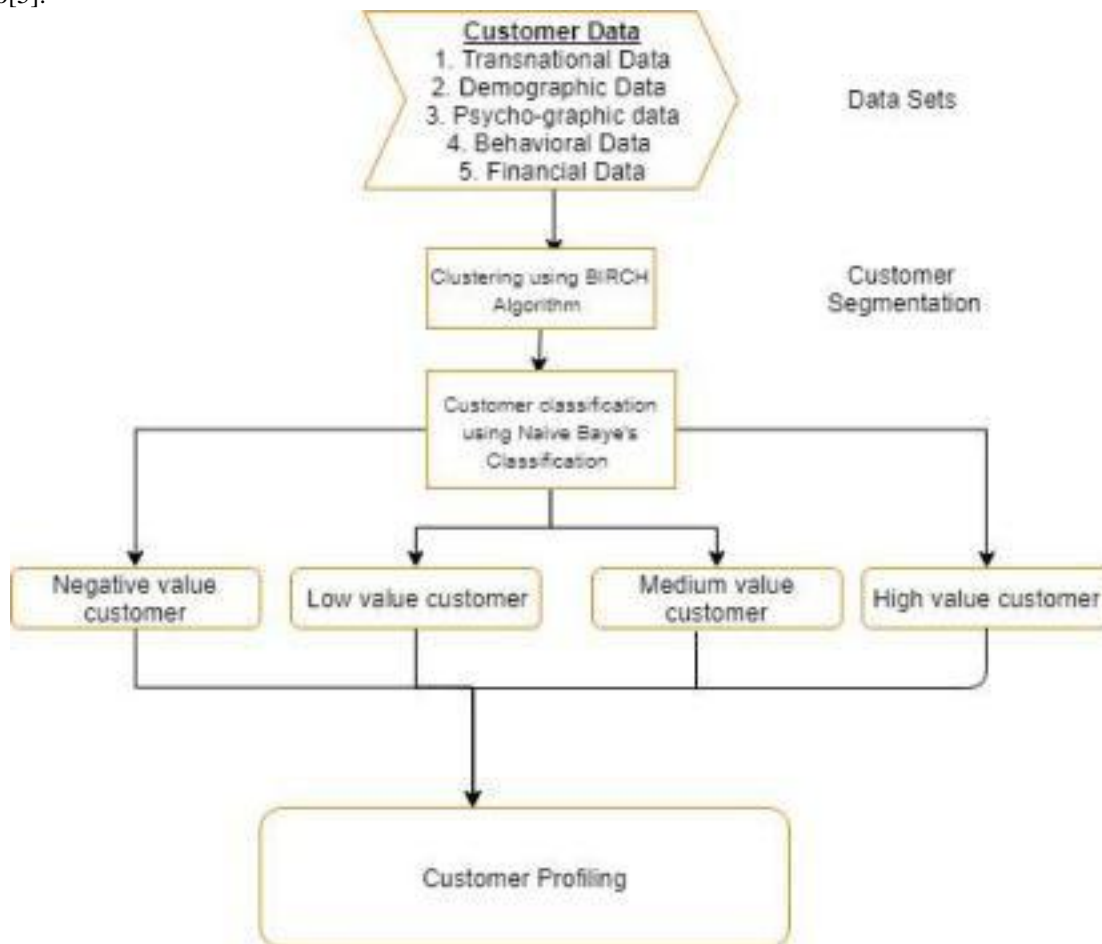 Customer Data
1. Transnational Data
2. Demographic Data
3. Psycho-graphic data
4. Behavioral Data
5. Financial Data
Data Sets
Clustering using BIRCH
Algorithm
Customer
Segmentation
Customer classification
using Naive Baye's
Classification
Negative value
customer
Low value customer
Medium value
customer
High value customer
Customer Profiling